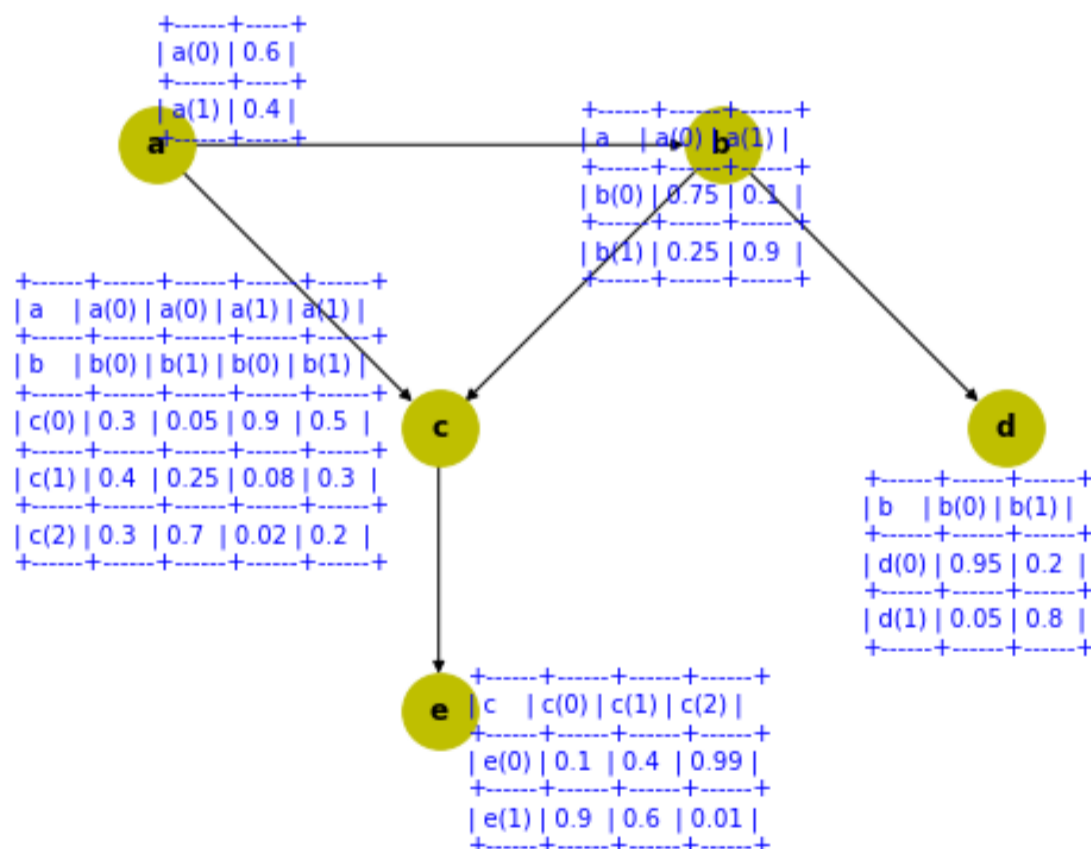 +------+-----+
| a(0) | 0.6 |
+------+-----+
| a(1) | 0.4 |
+------+-----+
a
+------+------+------+
| a | a(0) | a(1) |
+------+------+------+
| b(0) | 0.75 | 0.1 |
+------+------+------+
| b(1) | 0.25 | 0.9 |
+------+------+------+
b
+------+------+------+------+------+
| a | a(0) | a(0) | a(1) | a(1) |
+------+------+------+------+------+
| b | b(0) | b(1) | b(0) | b(1) |
+------+------+------+------+------+
| c(0) | 0.3 | 0.05 | 0.9 | 0.5 |
+------+------+------+------+------+
| c(1) | 0.4 | 0.25 | 0.08 | 0.3 |
+------+------+------+------+------+
| c(2) | 0.3 | 0.7 | 0.02 | 0.2 |
+------+------+------+------+------+
c
d
+------+------+------+
| b | b(0) | b(1) |
+------+------+------+
| d(0) | 0.95 | 0.2 |
+------+------+------+
| d(1) | 0.05 | 0.8 |
+------+------+------+
e
+------+------+------+------+
| c | c(0) | c(1) | c(2) |
+------+------+------+------+
| e(0) | 0.1 | 0.4 | 0.99 |
+------+------+------+------+
| e(1) | 0.9 | 0.6 | 0.01 |
+------+------+------+------+